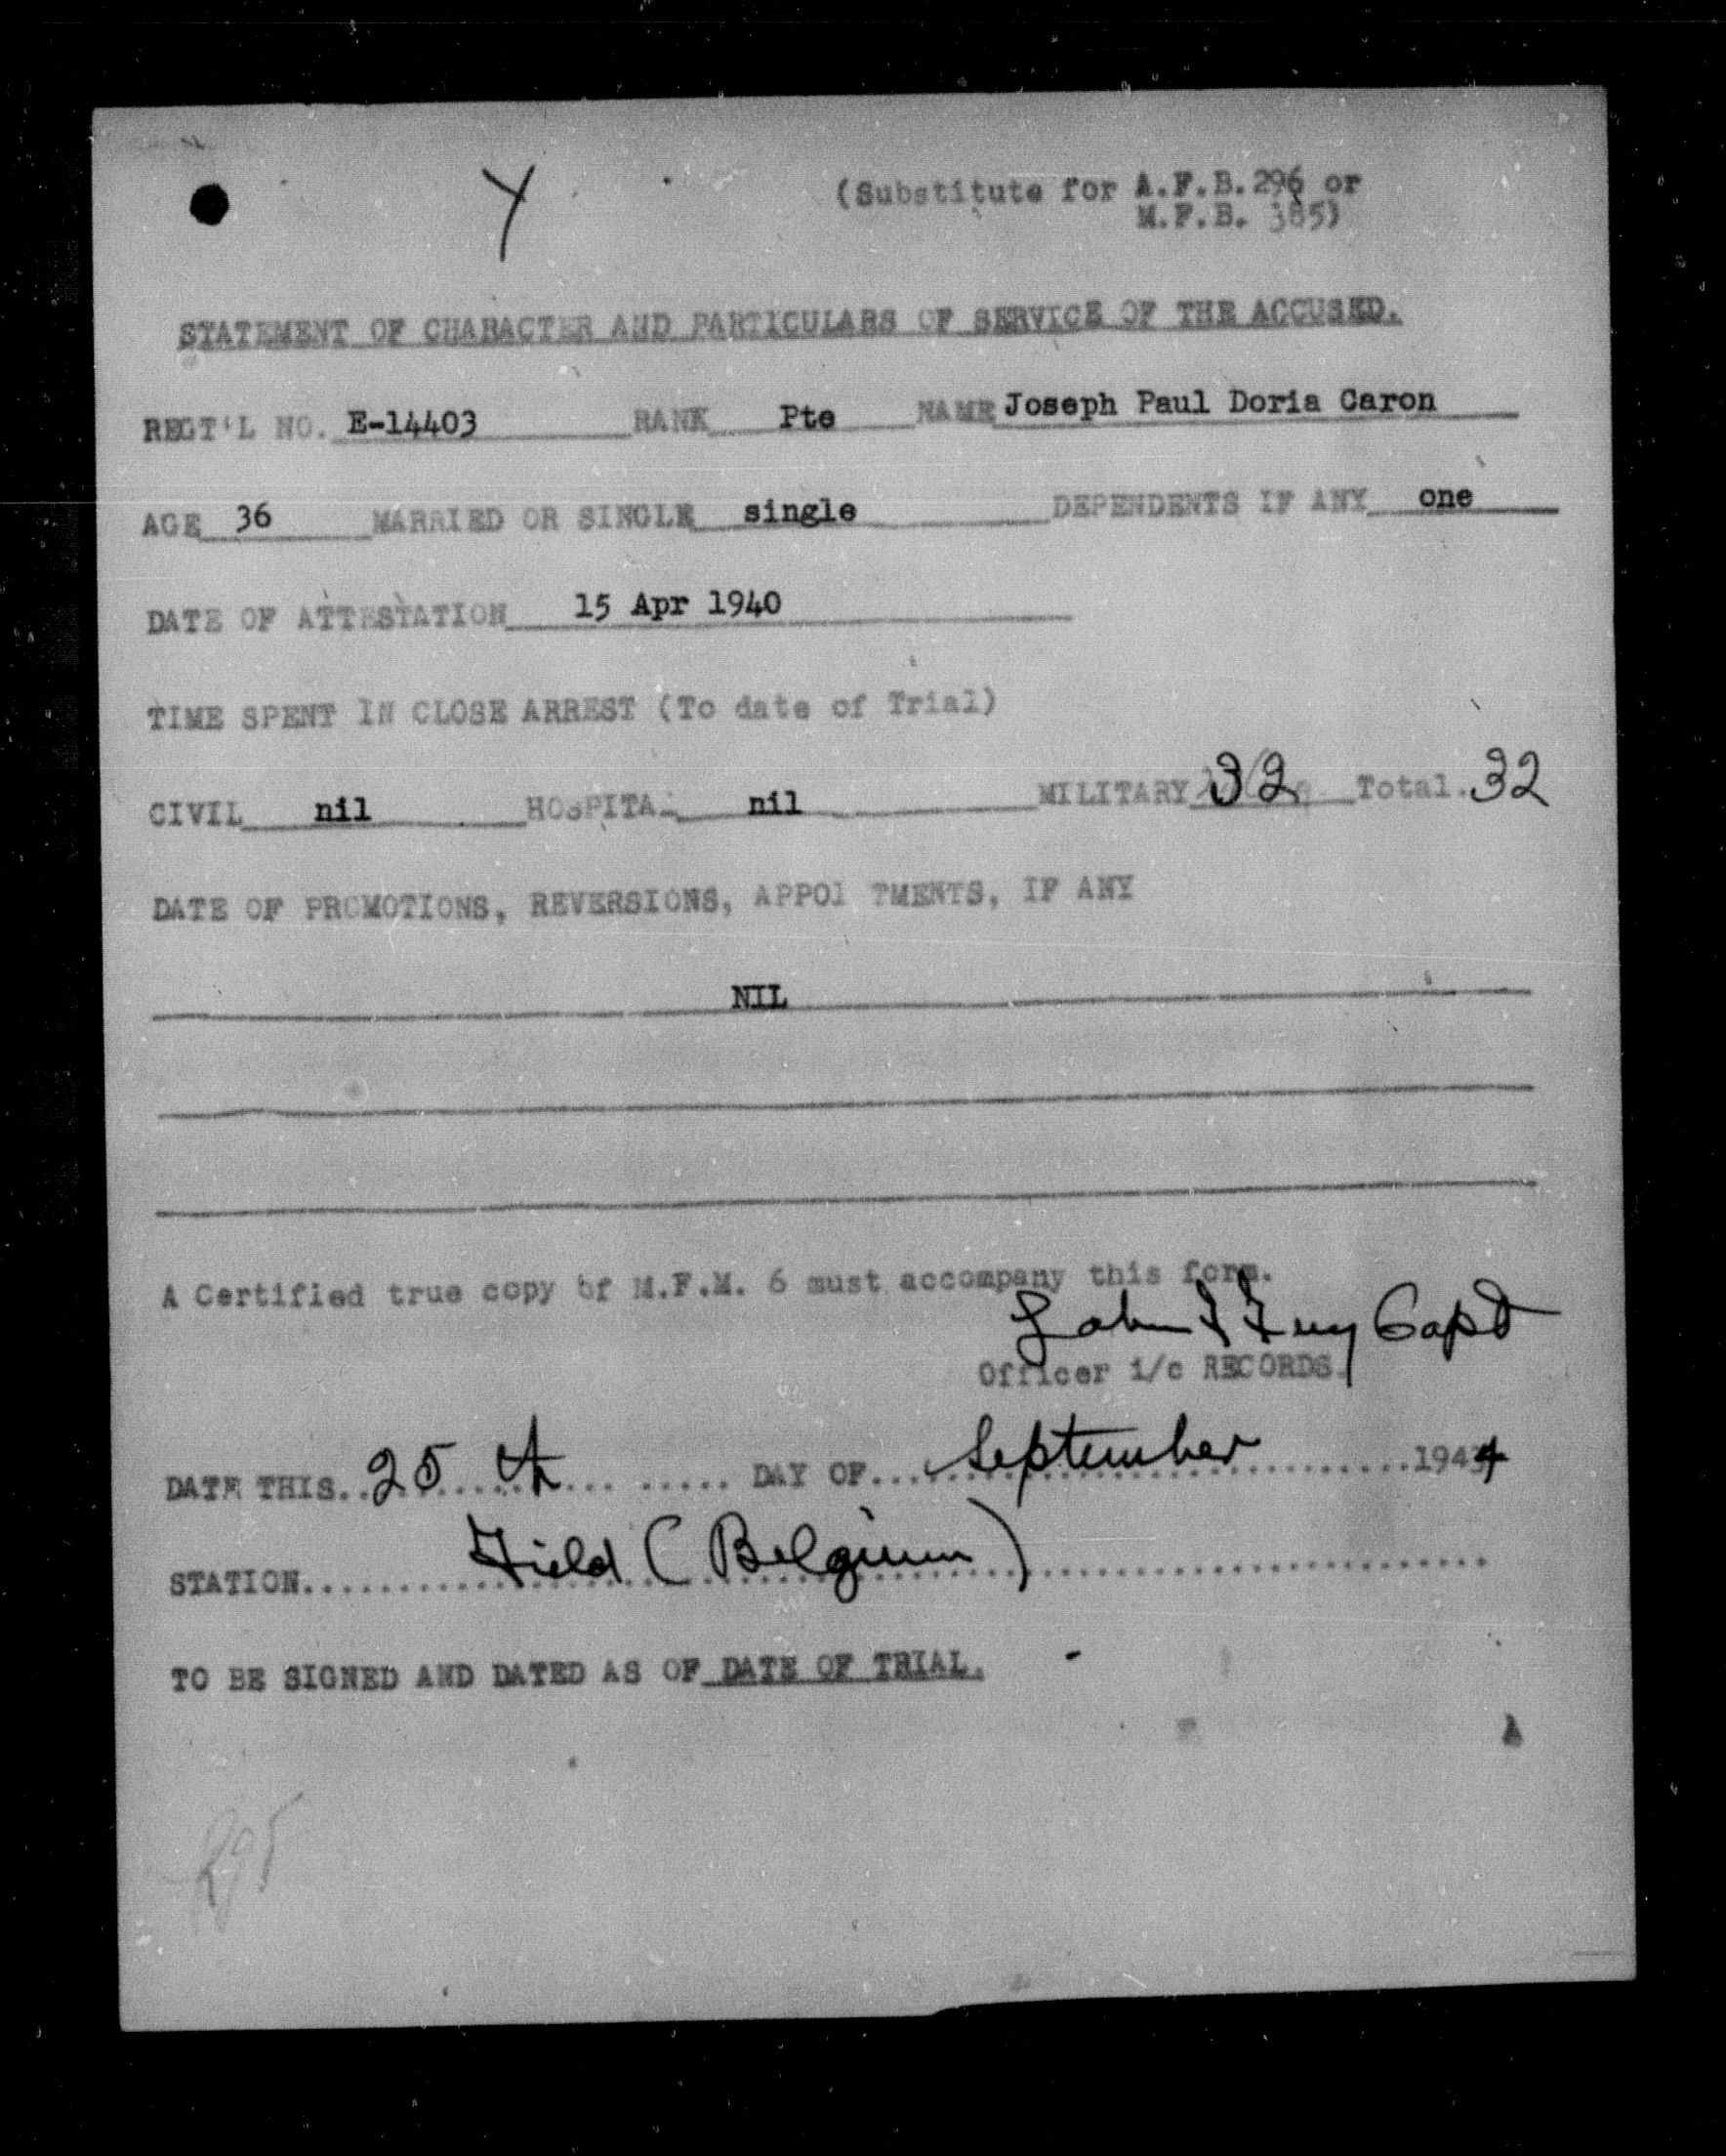 Y
(Substitute for A.F.B.296 or
M.F.B. 385)
STATEMENT OF CHARACTER AND PARTICULARS OF SERVICE OF THE ACCUSED.
REGT'L NO. E-14403 RANK Pte NAME Joseph Paul Doria Caron
AGE 36 MARRIED OR SINGLE single DEPENDENTS IF ANY one
DATE OF ATTESTATION 15 Apr 1940
TIME SPENT IN CLOSE ARREST (To date of Trial)
CIVIL nil HOSPITAL nil MILITARY 32 Total. 32
DATE OF PROMOTIONS, REVERSIONS, APPOI TMENTS, IF ANY
NIL
A Certified true copy of M.F.M. 6 must accompany this form.
John Capt
Officer i/c RECORDS.
DATE THIS. 25 th DAY OF September 1944
STATION Field (Belgium)
TO BE SIGNED AND DATED AS OF DATE OF TRIAL.